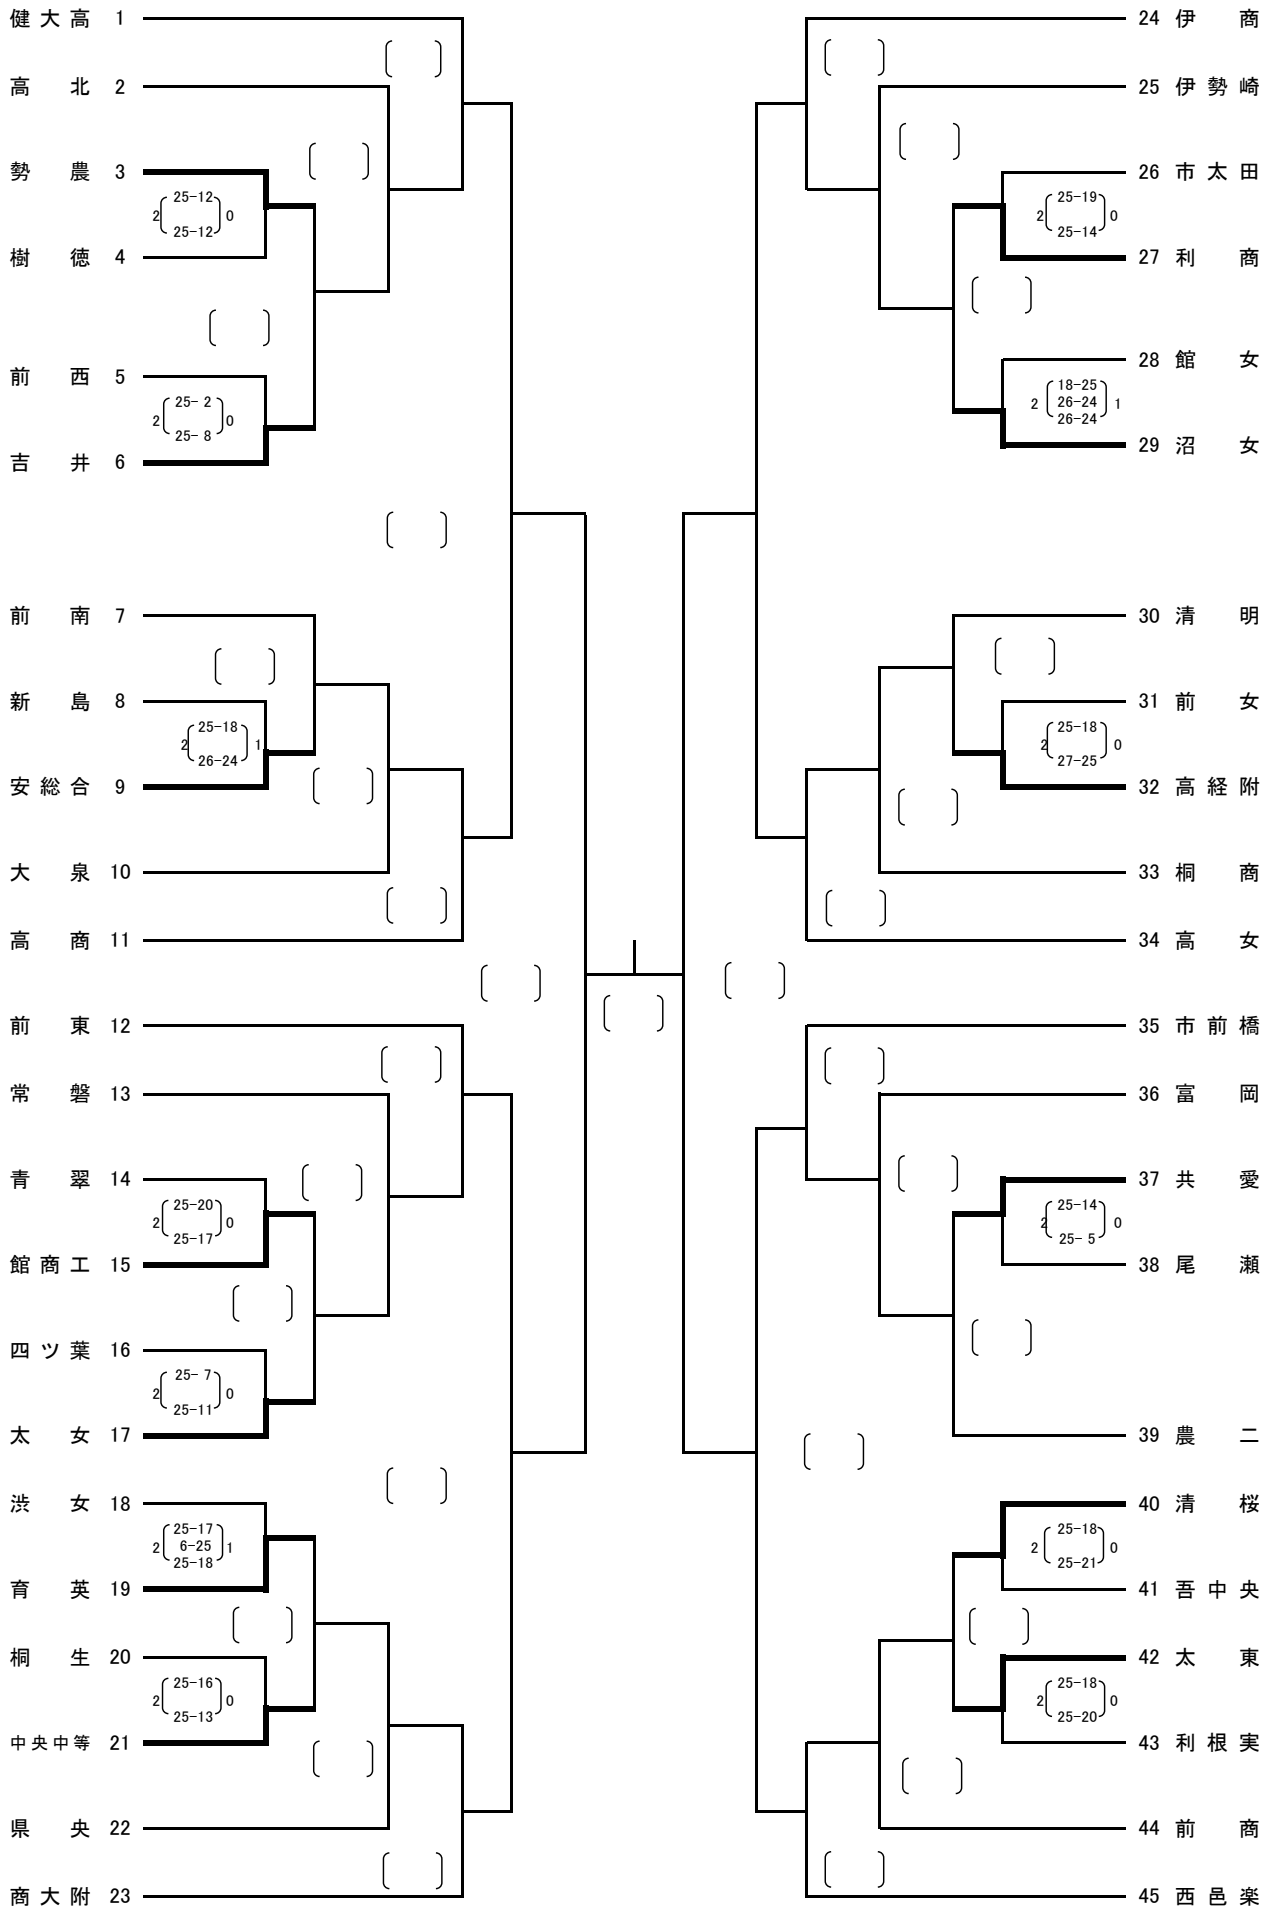 健大高 1
高北 2
勢農 3
25-12
2 0
25-12
樹徳 4
前西 5
25- 2
2 0
25- 8
吉井 6
前南 7
新島 8
25-18
2 1
26-24
安総合 9
大泉 10
高商 11
前東 12
常磐 13
青翠 14
25-20
2 0
25-17
館商工 15
四ツ葉 16
25- 7
2 0
25-11
太女 17
渋女 18
25-17
2 6-25 1
25-18
育英 19
桐生 20
25-16
2 0
25-13
中央中等 21
県央 22
商大附 23
24 伊商
25 伊勢崎
26 市太田
25-19
2 0
25-14
27 利商
28 館女
18-25
2 26-24 1
26-24
29 沼女
30 清明
31 前女
25-18
2 0
27-25
32 高経附
33 桐商
34 高女
35 市前橋
36 富岡
37 共愛
25-14
2 0
25- 5
38 尾瀬
39 農二
40 清桜
25-18
2 0
25-21
41 吾中央
42 太東
25-18
2 0
25-20
43 利根実
44 前商
45 西邑楽